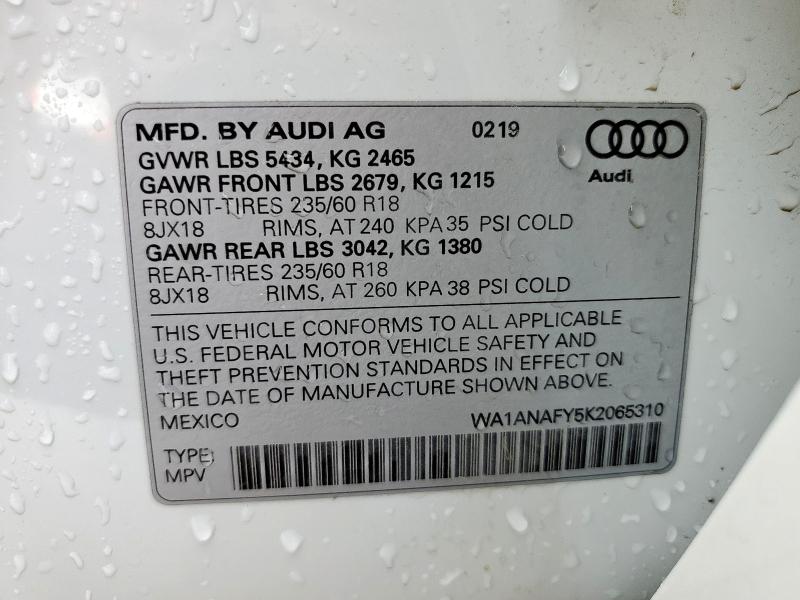 MFD. BY AUDI AG 0219
GVWR LBS 5434, KG 2465
Audi
GAWR FRONT LBS 2679, KG 1215
FRONT-TIRES 235/60 R18
8JX18 RIMS, AT 240 KPA 35 PSI COLD
GAWR REAR LBS 3042, KG 1380
REAR-TIRES 235/60 R18
8JX18 RIMS, AT 260 KPA 38 PSI COLD
THIS VEHICLE CONFORMS TO ALL APPLICABLE
U.S. FEDERAL MOTOR VEHICLE SAFETY AND
THEFT PREVENTION STANDARDS IN EFFECT ON
THE DATE OF MANUFACTURE SHOWN ABOVE.
MEXICO WA1ANAFY5K2065310
TYPE:
MPV